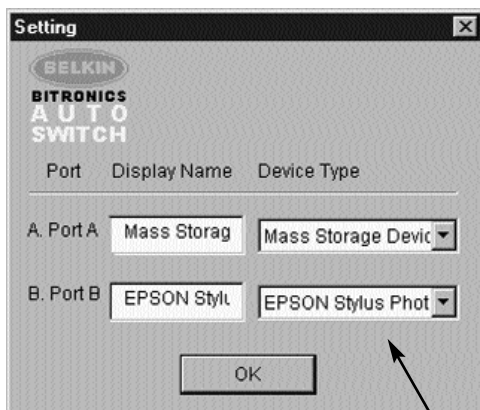 Setting
BELKIN
BITRONICS
AUTO
SWITCH
Port Display Name Device Type
A. Port A Mass Storag Mass Storage Devic
B. Port B EPSON Stylu EPSON Stylus Phot
OK